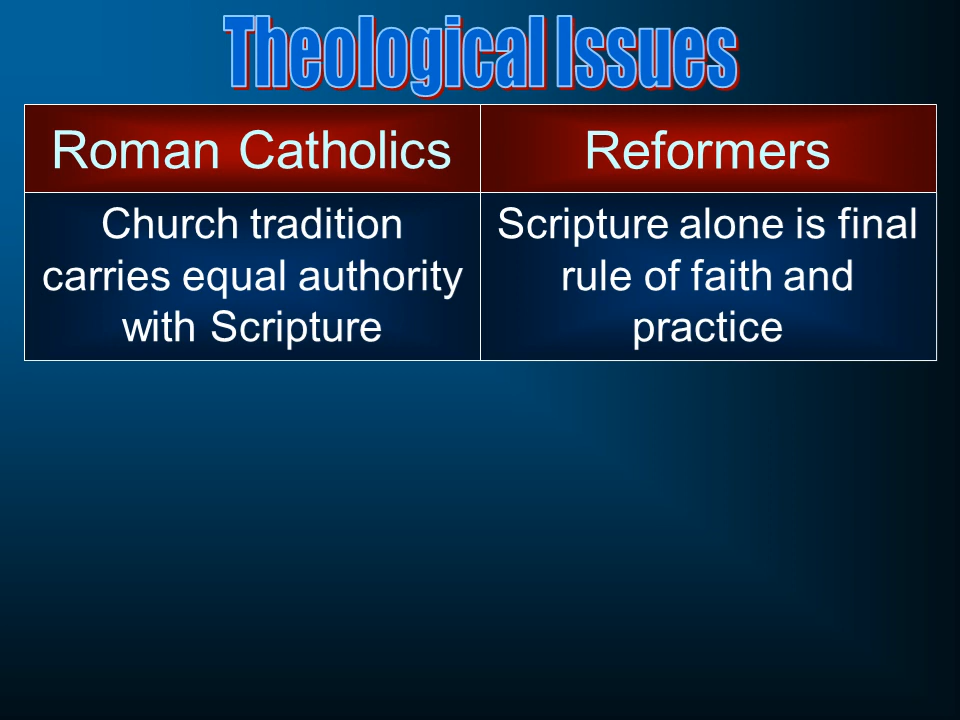 Theological Issues
Roman Catholics
Reformers
Church tradition
carries equal authority
with Scripture
Scripture alone is final
rule of faith and
practice